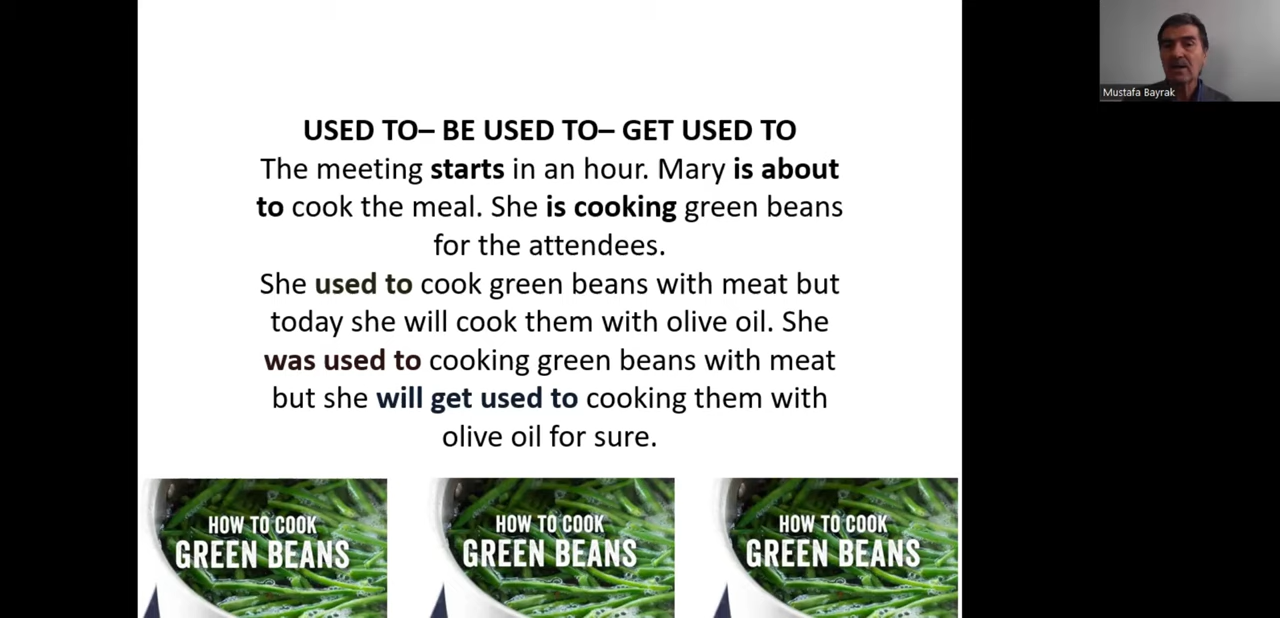 Mustafa Bayrak
USED TO– BE USED TO– GET USED TO
The meeting starts in an hour. Mary is about
to cook the meal. She is cooking green beans
for the attendees.
She used to cook green beans with meat but
today she will cook them with olive oil. She
was used to cooking green beans with meat
but she will get used to cooking them with
olive oil for sure.
HOW TO COOK
GREEN BEANS
HOW TO COOK
GREEN BEANS
HOW TO COOK
GREEN BEANS